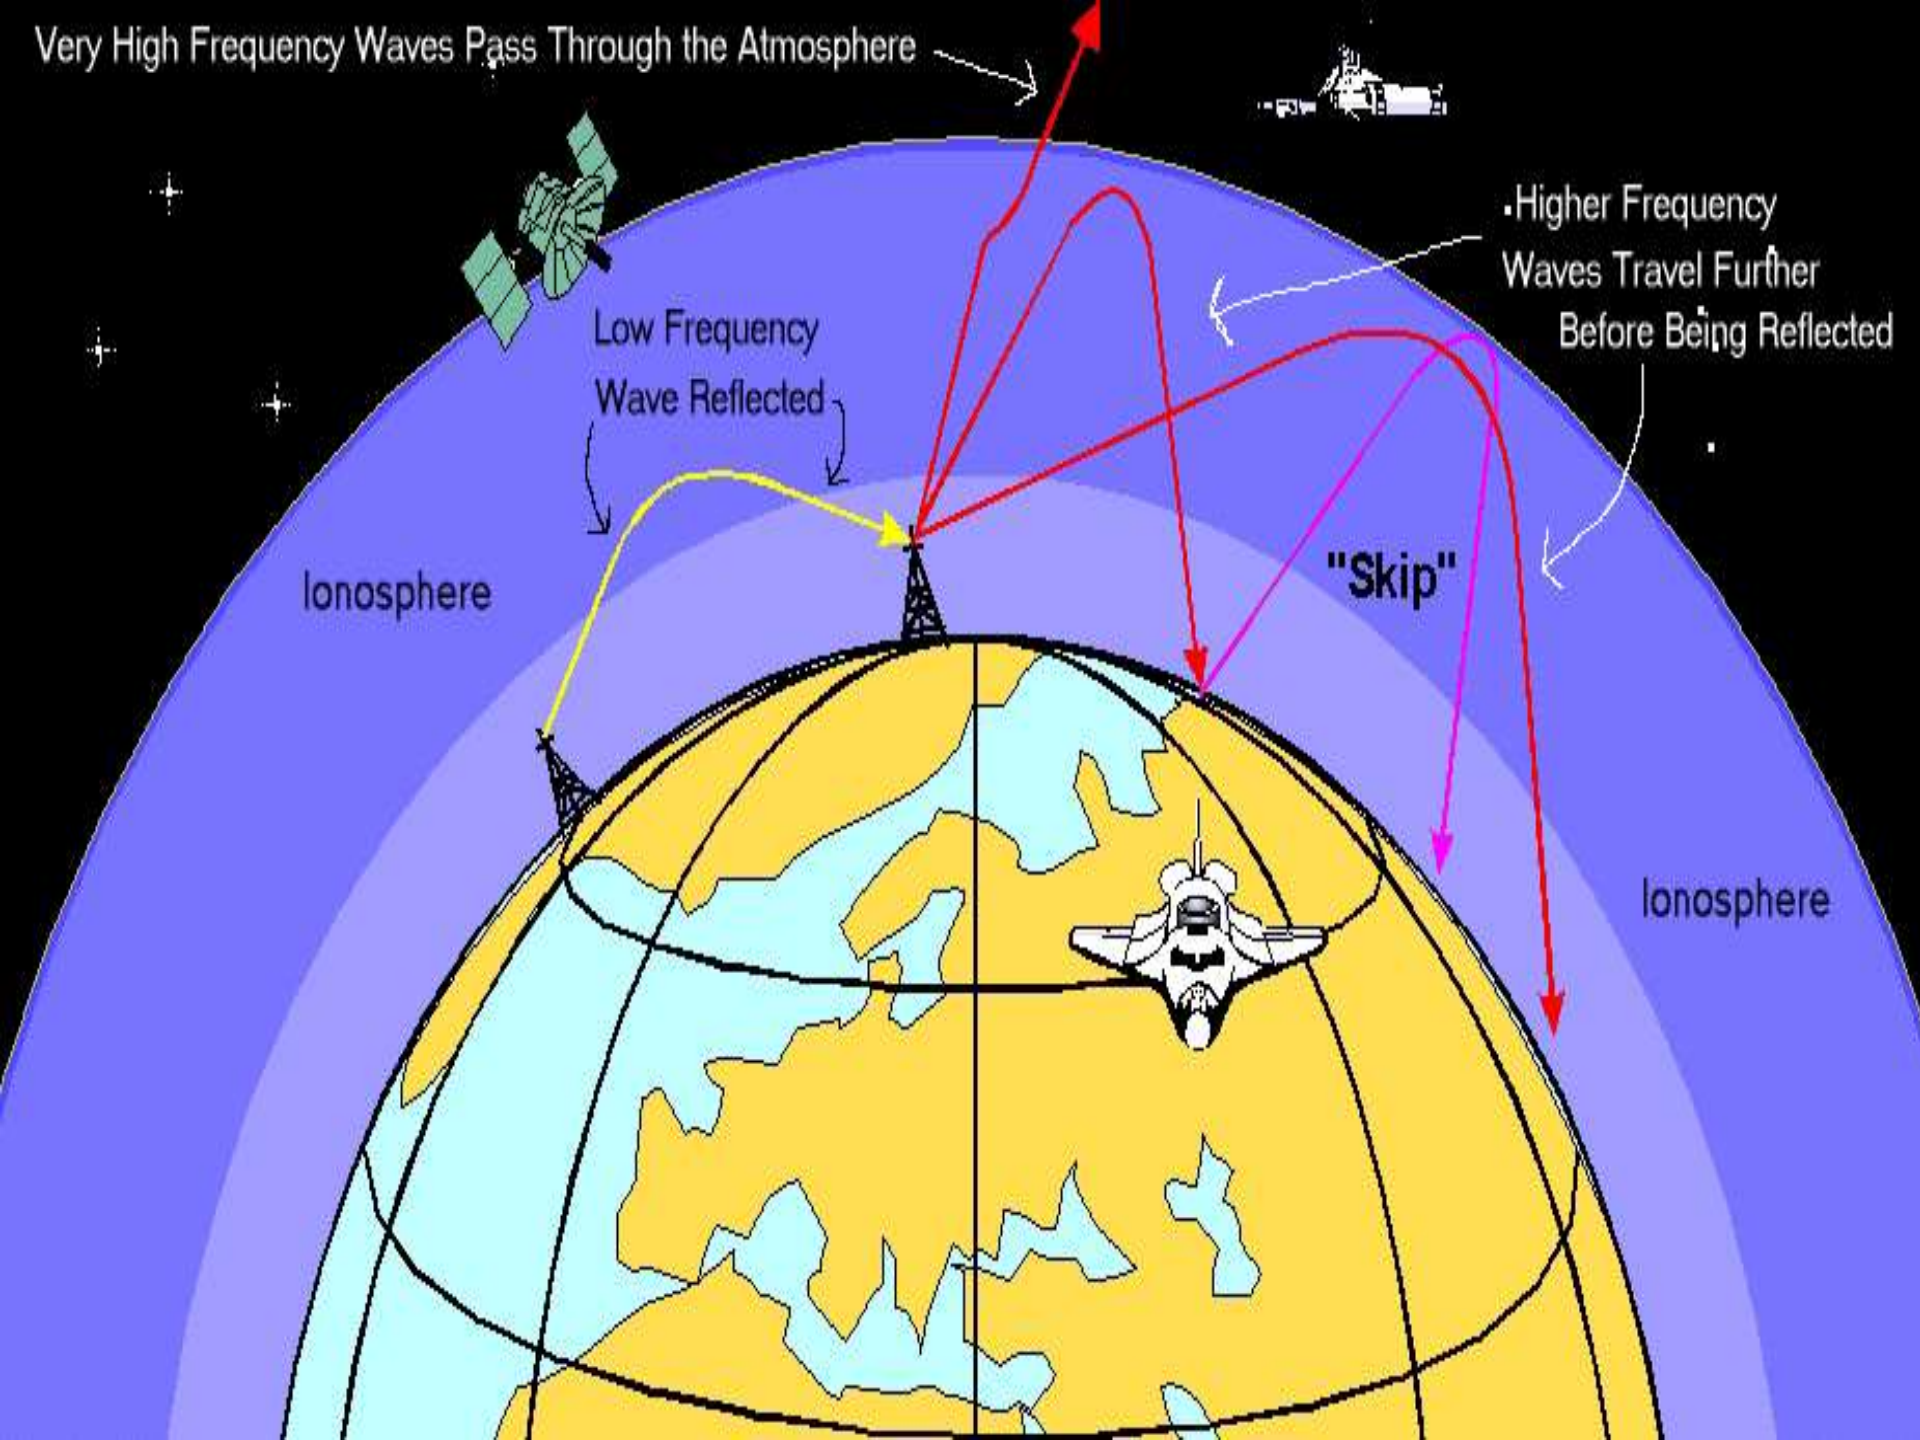 Very High Frequency Waves Pass Through the Atmosphere
Higher Frequency
Waves Travel Further
Before Being Reflected
Low Frequency
Wave Reflected
"Skip"
Ionosphere
Ionosphere